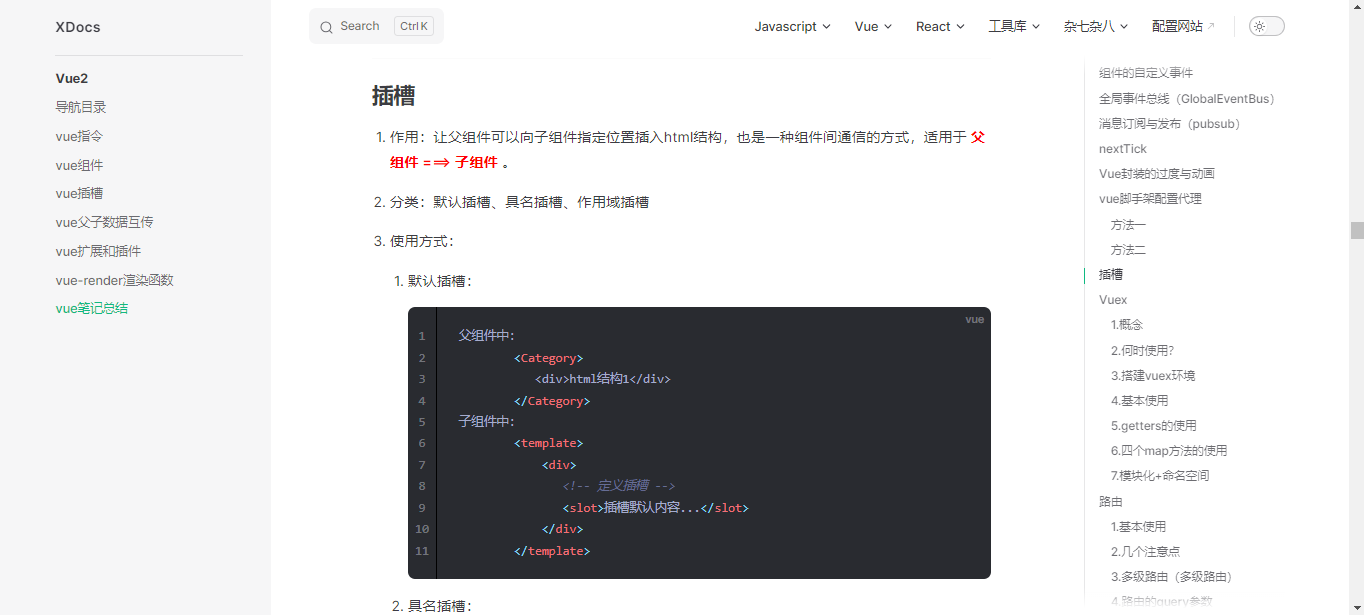 XDocs
Search Ctrl K
Javascript Vue React 工具库 杂七杂八 配置网站
Vue2
导航目录
vue指令
vue组件
vue插槽
vue父子数据互传
vue扩展和插件
vue-render渲染函数
vue笔记总结
插槽
1. 作用：让父组件可以向子组件指定位置插入html结构，也是一种组件间通信的方式，适用于 父
组件 ===> 子组件 。
2. 分类：默认插槽、具名插槽、作用域插槽
3. 使用方式：
1. 默认插槽：
vue
1 父组件中：
2 <Category>
3 <div>html结构1</div>
4 </Category>
5 子组件中：
6 <template>
7 <div>
8 <!-- 定义插槽 -->
9 <slot>插槽默认内容...</slot>
10 </div>
11 </template>
2. 具名插槽：
组件的自定义事件
全局事件总线（GlobalEventBus）
消息订阅与发布（pubsub）
nextTick
Vue封装的过度与动画
vue脚手架配置代理
方法一
方法二
插槽
Vuex
1.概念
2.何时使用?
3.搭建vuex环境
4.基本使用
5.getters的使用
6.四个map方法的使用
7.模块化+命名空间
路由
1.基本使用
2.几个注意点
3.多级路由（多级路由）
4.路由的query参数